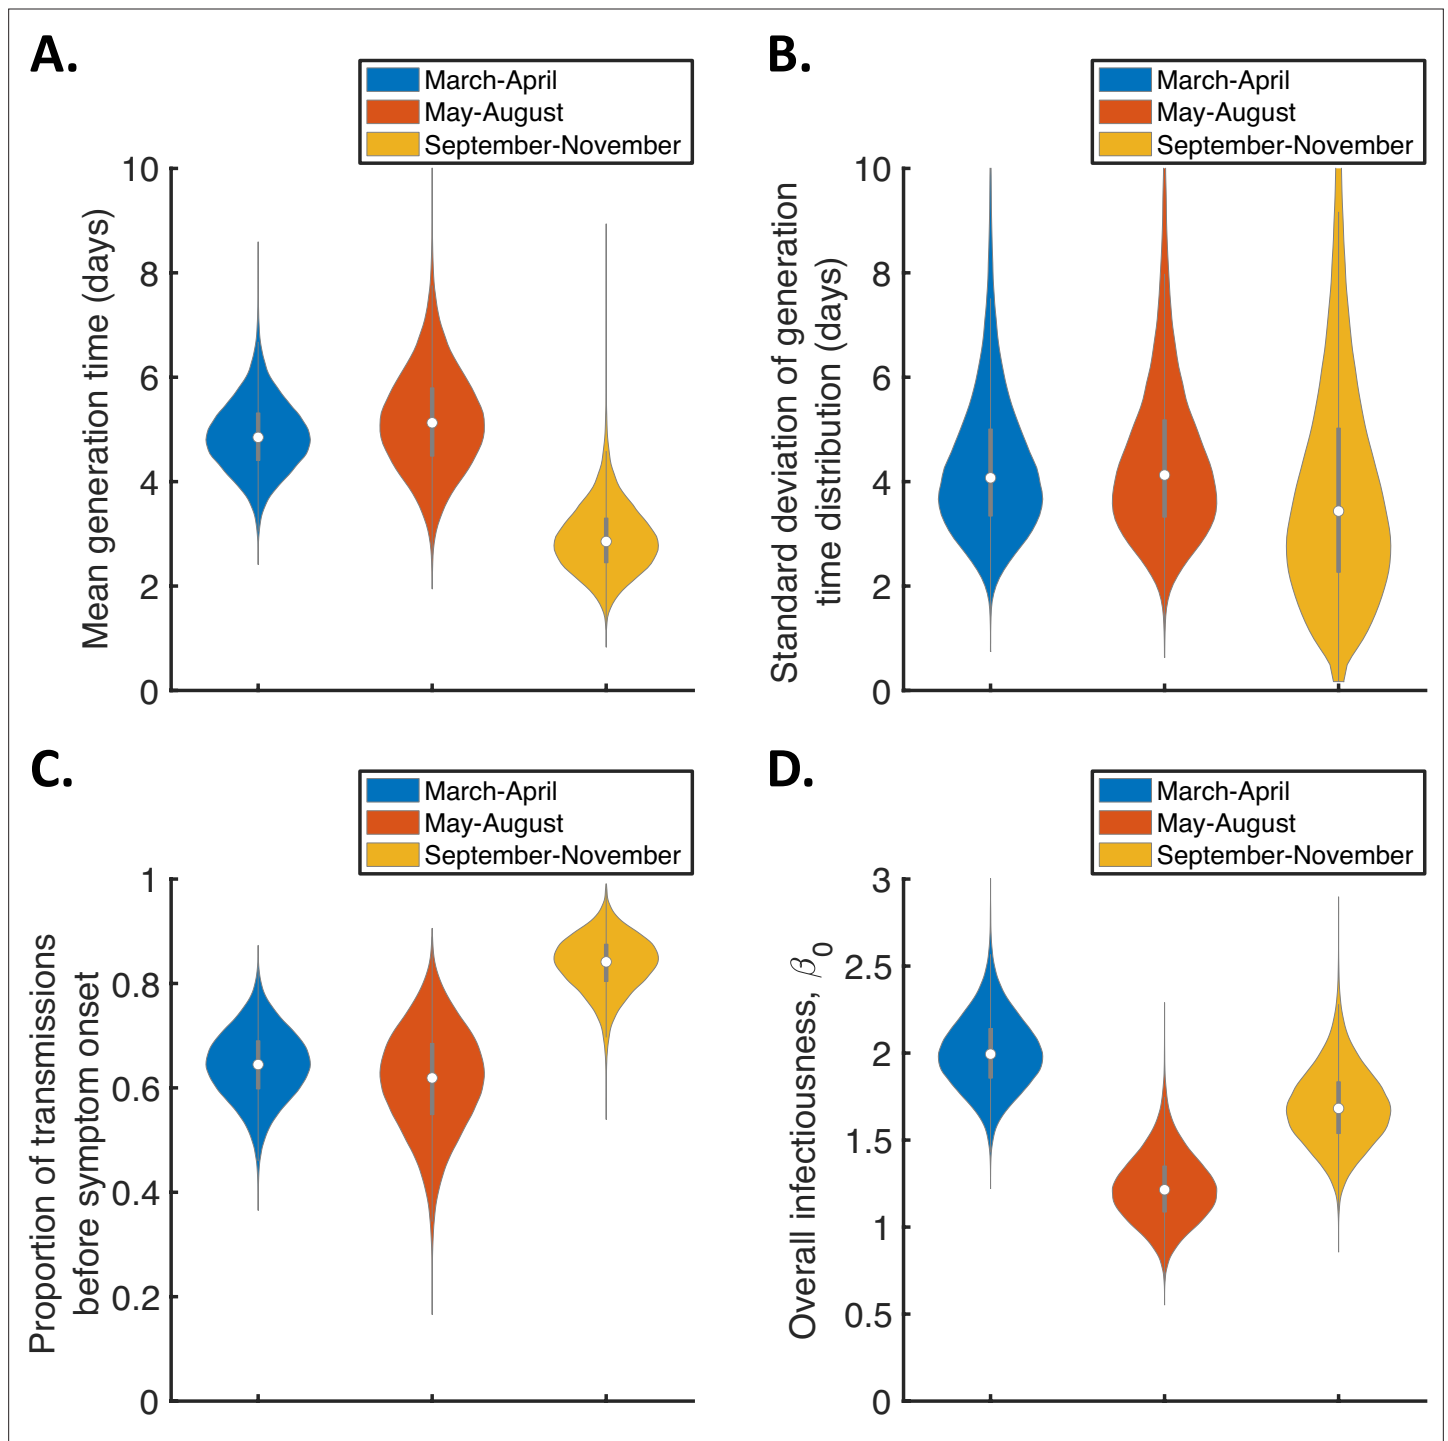 A.
March-April
May-August
September-November
Mean generation time (days)
10
8
6
4
2
0
B.
March-April
May-August
September-November
Standard deviation of generation
time distribution (days)
10
8
6
4
2
0
C.
March-April
May-August
September-November
Proportion of transmissions
before symptom onset
1
0.8
0.6
0.4
0.2
0
D.
March-April
May-August
September-November
Overall infectiousness, β0
3
2.5
2
1.5
1
0.5
0